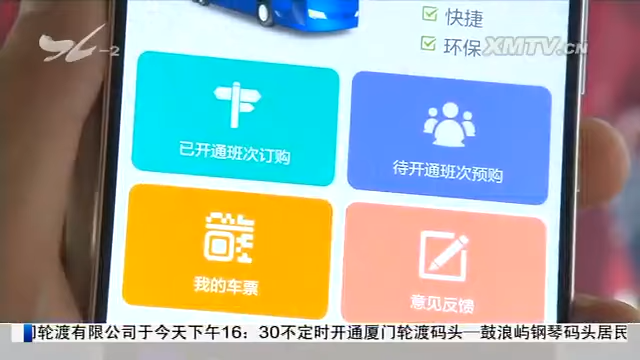 快捷
环保
XMTV.CN
-2
已开通班次订购
待开通班次预购
我的车票
意见反馈
轮渡有限公司于今天下午16：30不定时开通厦门轮渡码头—鼓浪屿钢琴码头居民